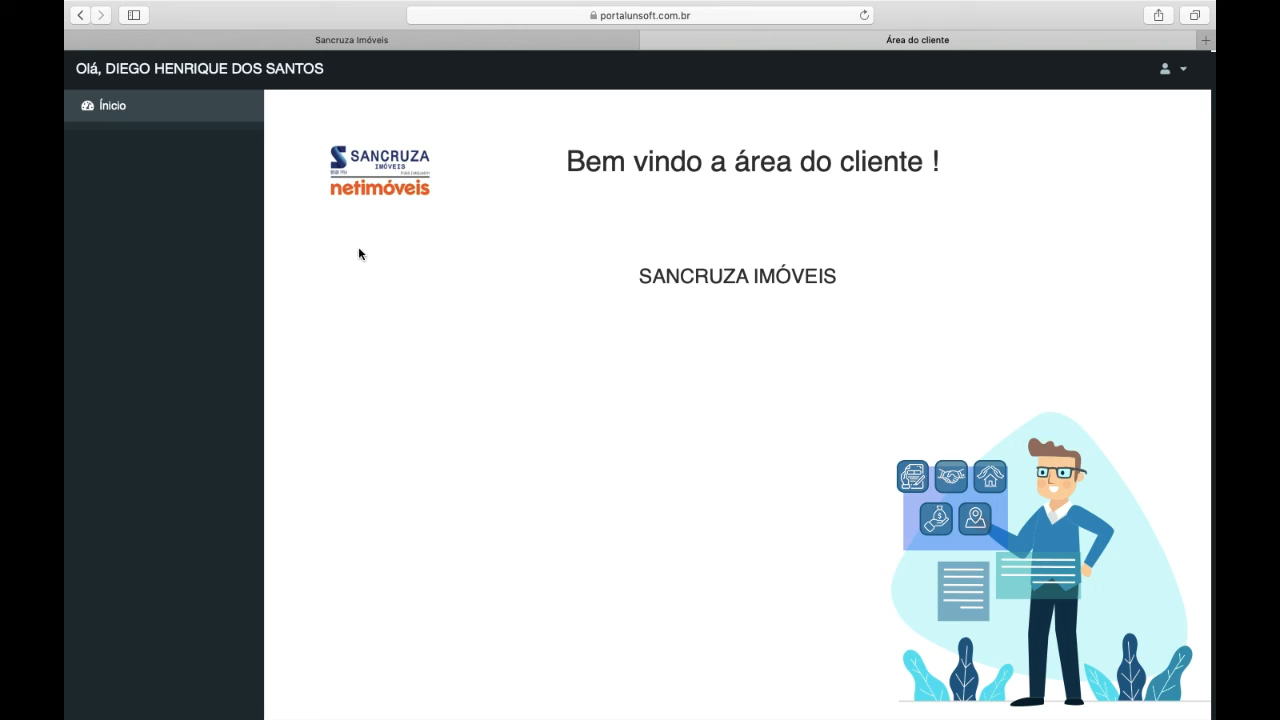 portalunsoft.com.br
Sancruza Imóveis
Área do cliente
Olá, DIEGO HENRIQUE DOS SANTOS
Ínicio
SANCRUZA
IMÓVEIS
netimóveis
Bem vindo a área do cliente !
SANCRUZA IMÓVEIS